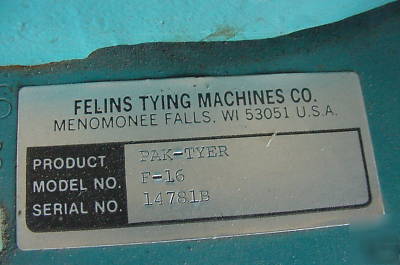 FELINS TYING MACHINES CO.
MENOMONEE FALLS, WI 53051 U.S.A.
PRODUCT PAK-TYER
MODEL NO. F-16
SERIAL NO. 14781B